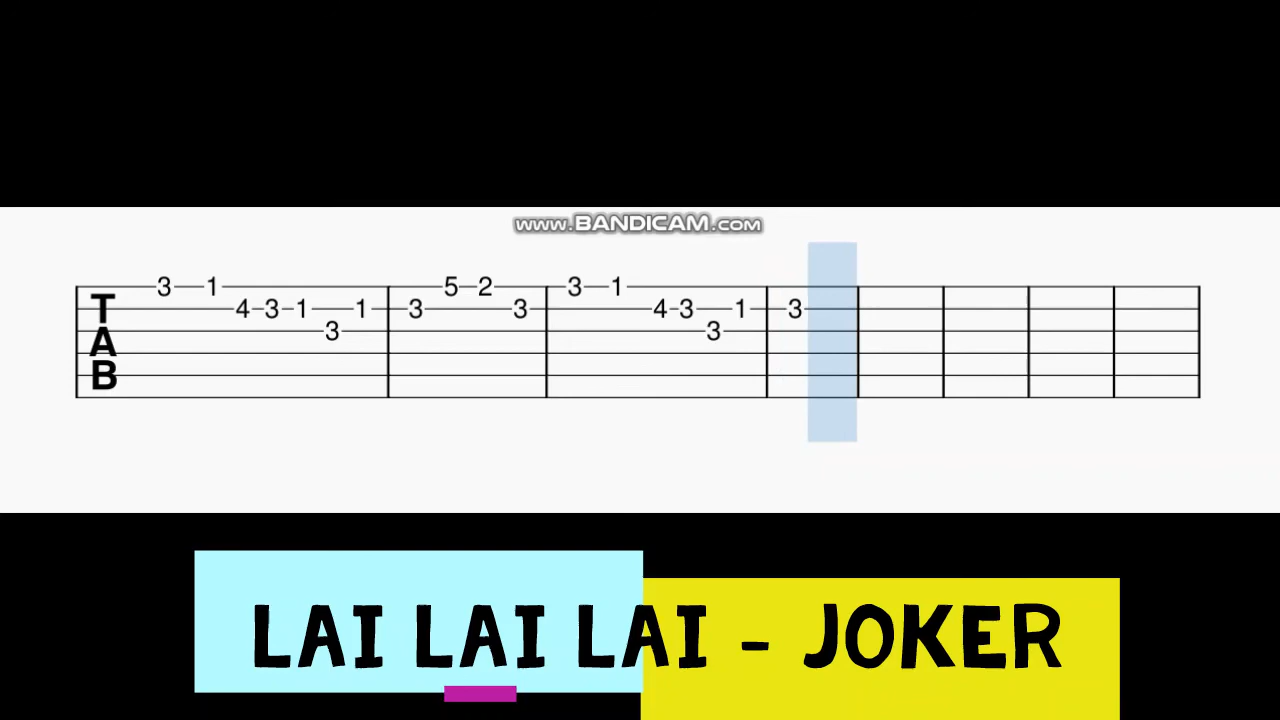 www.BANDICAM.com
3 1 5 2 3 1
T 4 3 1 1 3 3 4 3 1 3
A 3 3
B
LAI LAI LAI - JOKER